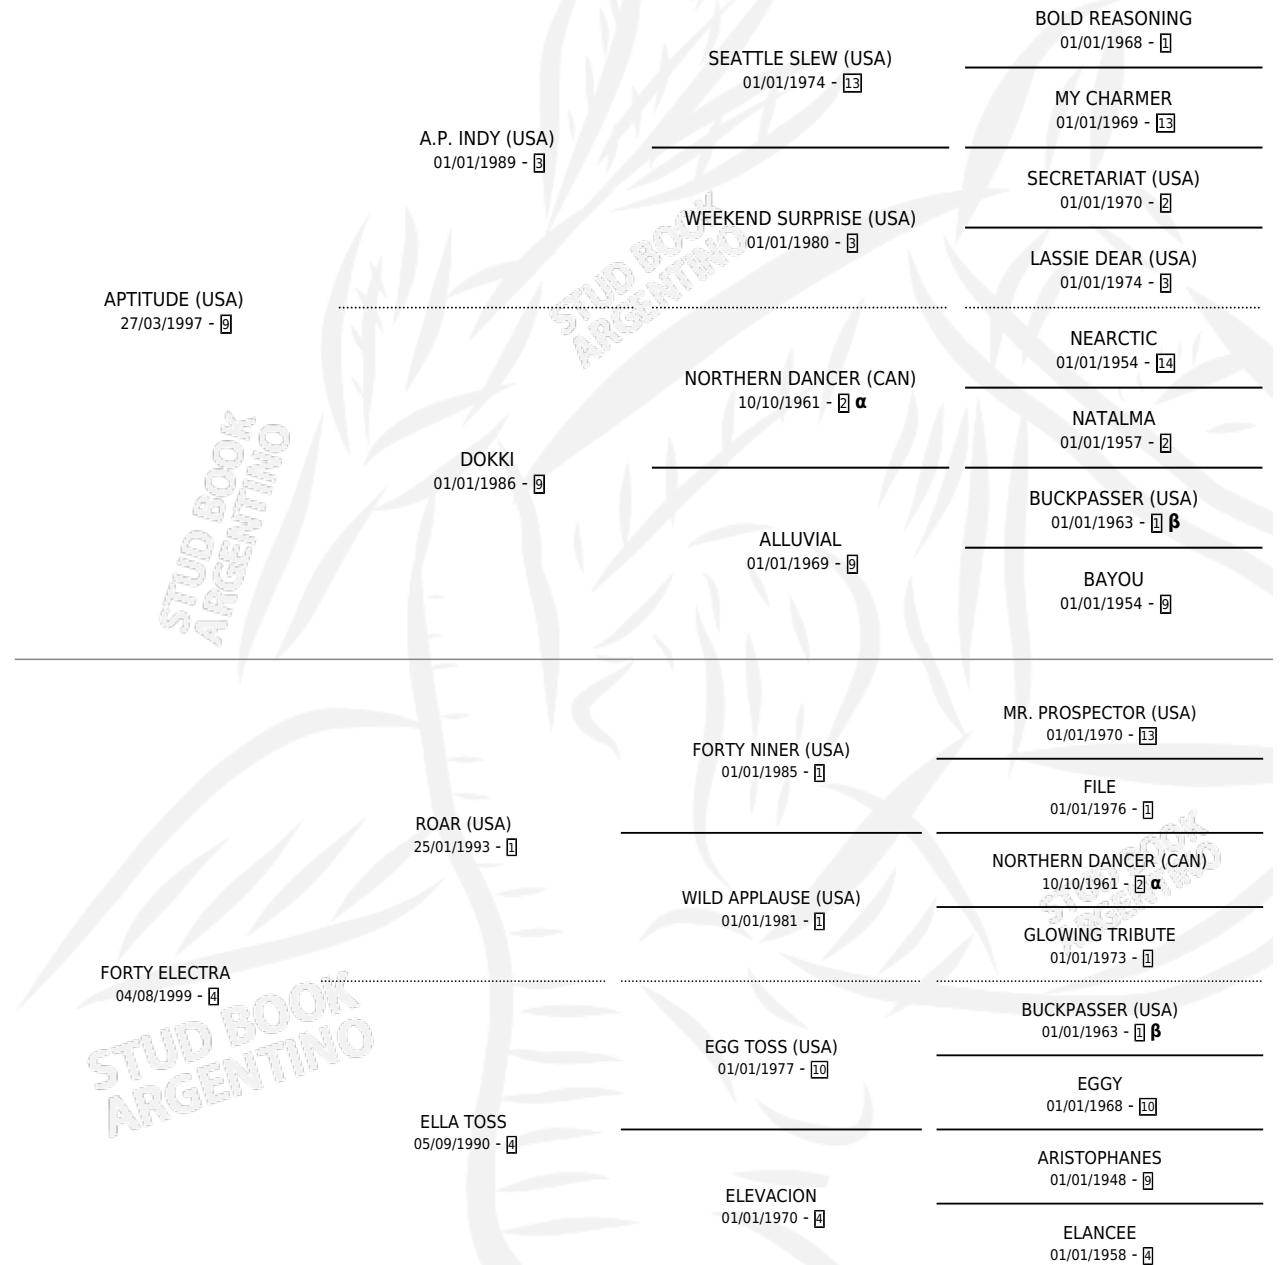 BOLD REASONING
01/01/1968 - 1
SEATTLE SLEW (USA)
01/01/1974 - 13
MY CHARMER
01/01/1969 - 13
A.P. INDY (USA)
01/01/1989 - 3
SECRETARIAT (USA)
01/01/1970 - 2
WEEKEND SURPRISE (USA)
01/01/1980 - 3
LASSIE DEAR (USA)
01/01/1974 - 3
APTITUDE (USA)
27/03/1997 - 9
NEARCTIC
01/01/1954 - 14
NORTHERN DANCER (CAN)
10/10/1961 - 2 α
NATALMA
01/01/1957 - 2
DOKKI
01/01/1986 - 9
BUCKPASSER (USA)
01/01/1963 - 1 β
ALLUVIAL
01/01/1969 - 9
BAYOU
01/01/1954 - 9
MR. PROSPECTOR (USA)
01/01/1970 - 13
FORTY NINER (USA)
01/01/1985 - 1
FILE
01/01/1976 - 1
ROAR (USA)
25/01/1993 - 1
NORTHERN DANCER (CAN)
10/10/1961 - 2 α
WILD APPLAUSE (USA)
01/01/1981 - 1
GLOWING TRIBUTE
01/01/1973 - 1
FORTY ELECTRA
04/08/1999 - 4
BUCKPASSER (USA)
01/01/1963 - 1 β
EGG TOSS (USA)
01/01/1977 - 10
EGGY
01/01/1968 - 10
ELLA TOSS
05/09/1990 - 4
ARISTOPHANES
01/01/1948 - 9
ELEVACION
01/01/1970 - 4
ELANCEE
01/01/1958 - 4
STUD BOOK
ARGENTINO
STUD BOOK
ARGENTINO
STUD BOOK
ARGENTINO
STUD BOOK
ARGENTINO